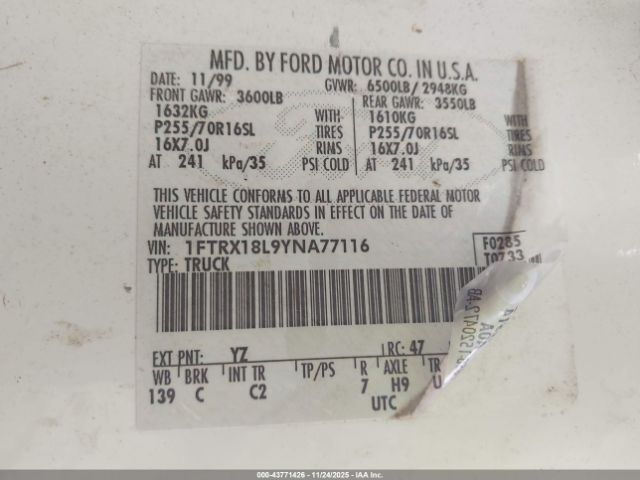 MFD. BY FORD MOTOR CO. IN U.S.A.
DATE: 11/99 GVWR: 6500LB/ 2948KG
FRONT GAWR: 3600LB REAR GAWR: 3550LB
1632KG WITH 1610KG WITH
P255/70R16SL TIRES P255/70R16SL TIRES
16X7.0J RIMS 16X7.0J RIMS
AT 241 kPa/35 PSI COLD AT 241 kPa/35 PSI COLD
THIS VEHICLE CONFORMS TO ALL APPLICABLE FEDERAL MOTOR
VEHICLE SAFETY STANDARDS IN EFFECT ON THE DATE OF
MANUFACTURE SHOWN ABOVE.
VIN: 1FTRX18L9YNA77116 F0285
TYPE: TRUCK T0733
EXT PNT: YZ RC: 47
WB BRK INT TR TP/PS R AXLE TR
139 C C2 7 H9 U
UTC
000-43771426 - 11/24/2025 - IAAI, Inc.